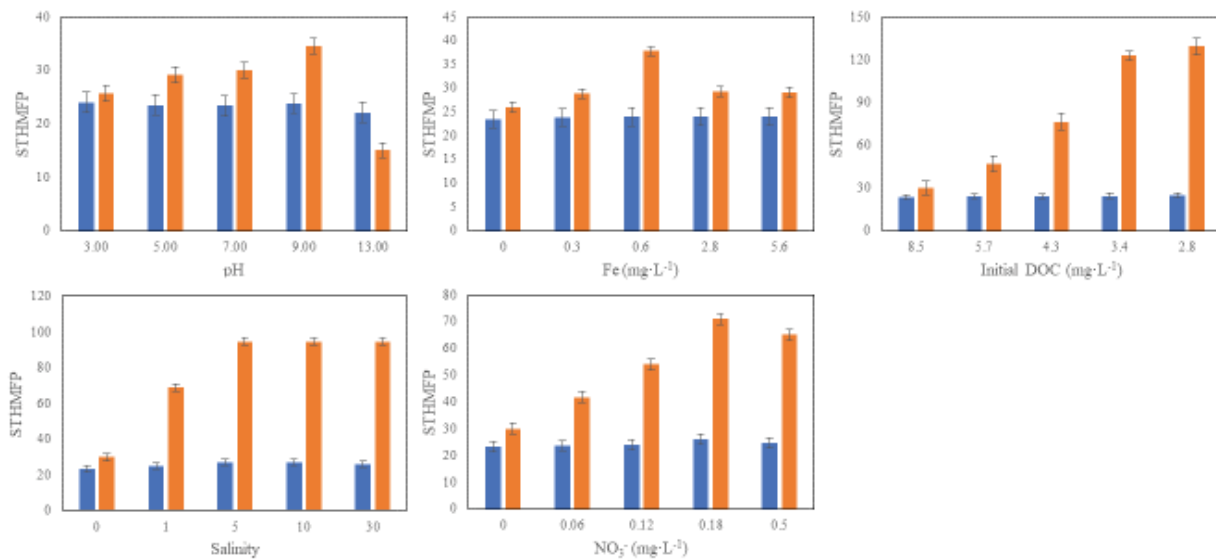 STHMFP
40
30
20
10
0
3.00 5.00 7.00 9.00 13.00
pH
STHFMP
45
40
35
30
25
20
15
10
5
0
0 0.3 0.6 2.8 5.6
Fe (mg·L⁻¹)
STHMFP
150
120
90
60
30
0
8.5 5.7 4.3 3.4 2.8
Initial DOC (mg·L⁻¹)
STHMFP
120
100
80
60
40
20
0
0 1 5 10 30
Salinity
STHMFP
80
70
60
50
40
30
20
10
0
0 0.06 0.12 0.18 0.5
NO₃⁻ (mg·L⁻¹)